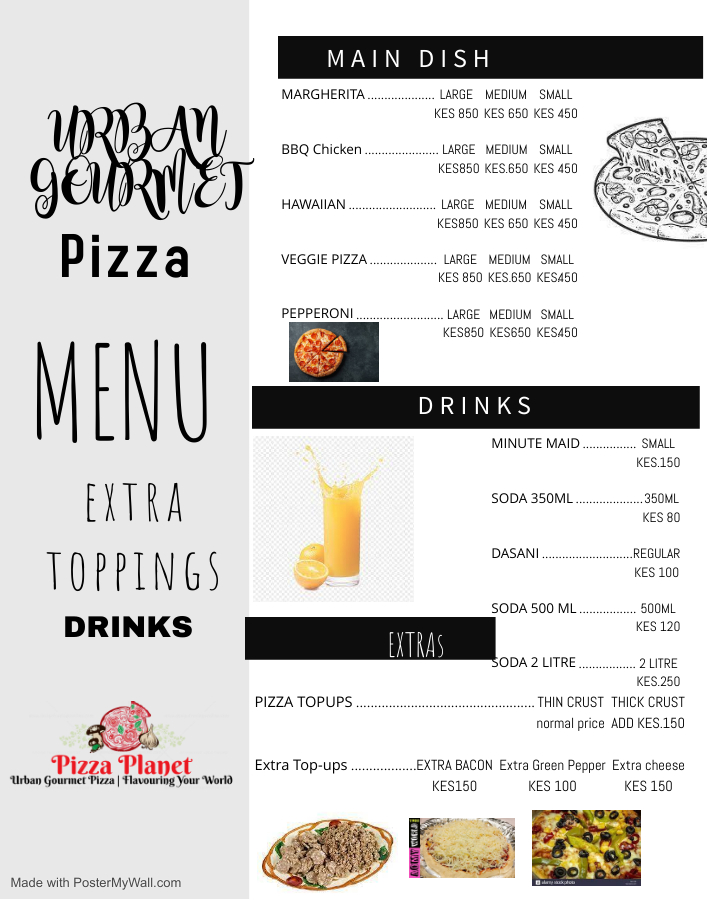 URBAN
GOURMET
Pizza
MENU
EXTRA
TOPPINGS
DRINKS
Pizza Planet
Urban Gourmet Pizza | Flavouring Your World
Made with PosterMyWall.com
MAIN DISH
MARGHERITA ................... LARGE MEDIUM SMALL
KES 850 KES 650 KES 450
BBQ Chicken ..................... LARGE MEDIUM SMALL
KES850 KES.650 KES 450
HAWAIIAN ......................... LARGE MEDIUM SMALL
KES850 KES 650 KES 450
VEGGIE PIZZA ................... LARGE MEDIUM SMALL
KES 850 KES.650 KES450
PEPPERONI ......................... LARGE MEDIUM SMALL
KES850 KES650 KES450
DRINKS
MINUTE MAID ................ SMALL
KES.150
SODA 350ML ....................350ML
KES 80
DASANI ...........................REGULAR
KES 100
SODA 500 ML ................. 500ML
KES 120
SODA 2 LITRE ................. 2 LITRE
KES.250
EXTRAs
PIZZA TOPUPS .......................................... THIN CRUST THICK CRUST
normal price ADD KES.150
Extra Top-ups ..................EXTRA BACON Extra Green Pepper Extra cheese
KES150 KES 100 KES 150